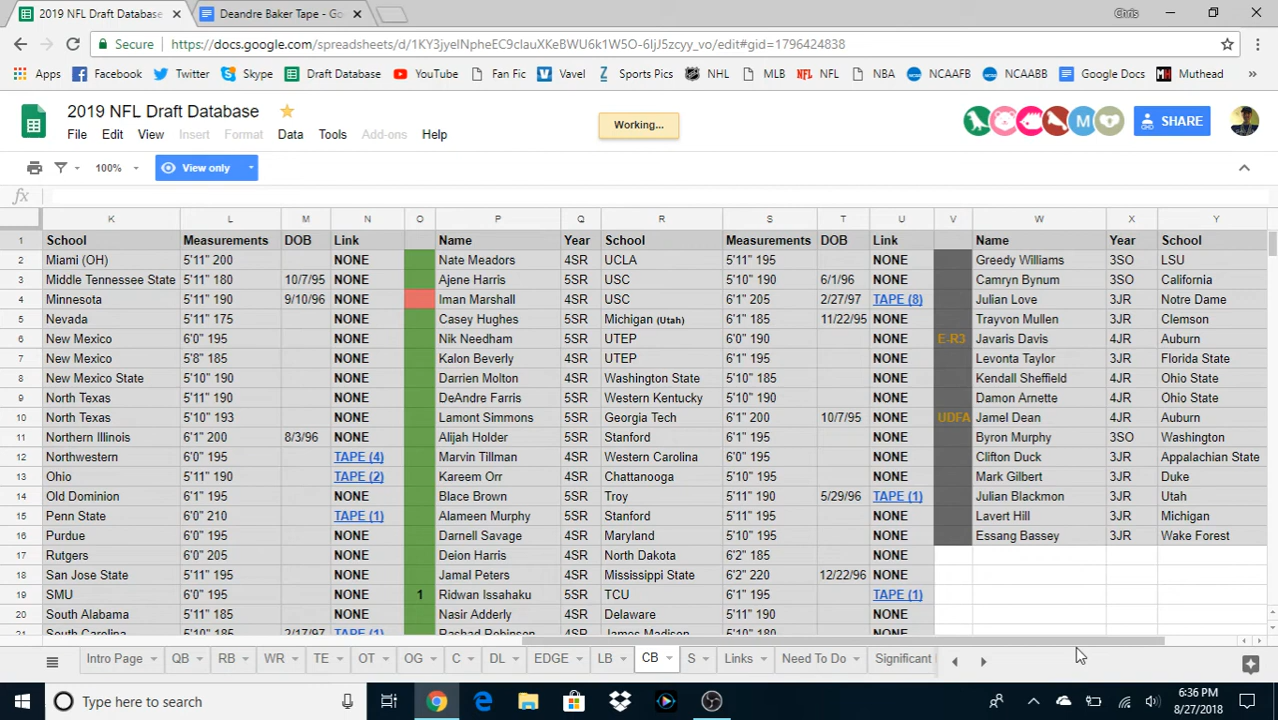 2019 NFL Draft Database
Deandre Baker Tape - Go
Chris
Secure https://docs.google.com/spreadsheets/d/1KY3jyeINpheEC9cIauXKeBWU6k1W5O-6IjJ5zcyy_vo/edit#gid=1796424838
Apps Facebook Twitter Skype Draft Database YouTube Fan Fic Vavel Sports Pics NHL MLB NFL NBA NCAAFB NCAABB Google Docs Muthead »
2019 NFL Draft Database
File Edit View Insert Format Data Tools Add-ons Help
Working...
M
SHARE
100% View only
fx
K L M N O P Q R S T U V W X Y
1 School Measurements DOB Link Name Year School Measurements DOB Link Name Year School
2 Miami (OH) 5'11" 200 NONE Nate Meadors 4SR UCLA 5'11" 195 NONE Greedy Williams 3SO LSU
3 Middle Tennessee State 5'11" 180 10/7/95 NONE Ajene Harris 5SR USC 5'11" 190 6/1/96 NONE Camryn Bynum 3SO California
4 Minnesota 5'11" 190 9/10/96 NONE Iman Marshall 4SR USC 6'1" 205 2/27/97 TAPE (8) Julian Love 3JR Notre Dame
5 Nevada 5'11" 175 NONE Casey Hughes 5SR Michigan (Utah) 6'1" 185 11/22/95 NONE Trayvon Mullen 3JR Clemson
6 New Mexico 6'0" 195 NONE Nik Needham 5SR UTEP 6'0" 190 NONE E-R3 Javaris Davis 4JR Auburn
7 New Mexico 5'8" 185 NONE Kalon Beverly 4SR UTEP 6'1" 195 NONE Levonta Taylor 3JR Florida State
8 New Mexico State 5'10" 190 NONE Darrien Molton 4SR Washington State 5'10" 185 NONE Kendall Sheffield 4JR Ohio State
9 North Texas 5'11" 190 NONE DeAndre Farris 5SR Western Kentucky 5'10" 190 NONE Damon Arnette 4JR Ohio State
10 North Texas 5'10" 193 NONE Lamont Simmons 5SR Georgia Tech 6'1" 200 10/7/95 NONE UDFA Jamel Dean 4JR Auburn
11 Northern Illinois 6'1" 200 8/3/96 NONE Alijah Holder 5SR Stanford 6'1" 195 NONE Byron Murphy 3SO Washington
12 Northwestern 6'0" 195 TAPE (4) Marvin Tillman 4SR Western Carolina 6'0" 195 NONE Clifton Duck 3JR Appalachian State
13 Ohio 5'11" 190 TAPE (2) Kareem Orr 4SR Chattanooga 5'10" 195 NONE Mark Gilbert 3JR Duke
14 Old Dominion 6'1" 195 NONE Blace Brown 5SR Troy 5'11" 190 5/29/96 TAPE (1) Julian Blackmon 3JR Utah
15 Penn State 6'0" 210 TAPE (1) Alameen Murphy 5SR Stanford 5'11" 195 NONE Lavert Hill 3JR Michigan
16 Purdue 6'0" 195 NONE Darnell Savage 4SR Maryland 5'10" 195 NONE Essang Bassey 3JR Wake Forest
17 Rutgers 6'0" 205 NONE Deion Harris 4SR North Dakota 6'2" 185 NONE
18 San Jose State 5'11" 195 NONE Jamal Peters 4SR Mississippi State 6'2" 220 12/22/96 NONE
19 SMU 6'0" 195 NONE 1 Ridwan Issahaku 5SR TCU 6'1" 195 TAPE (1)
20 South Alabama 5'11" 185 NONE Nasir Adderly 4SR Delaware 5'11" 190 NONE
21 South Carolina 5'10" 185 2/17/97 TAPE (1) Rashad Robinson 4SR James Madison 5'10" 180 NONE
Intro Page QB RB WR TE OT OG C DL EDGE LB CB S Links Need To Do Significant
Type here to search
6:36 PM
8/27/2018